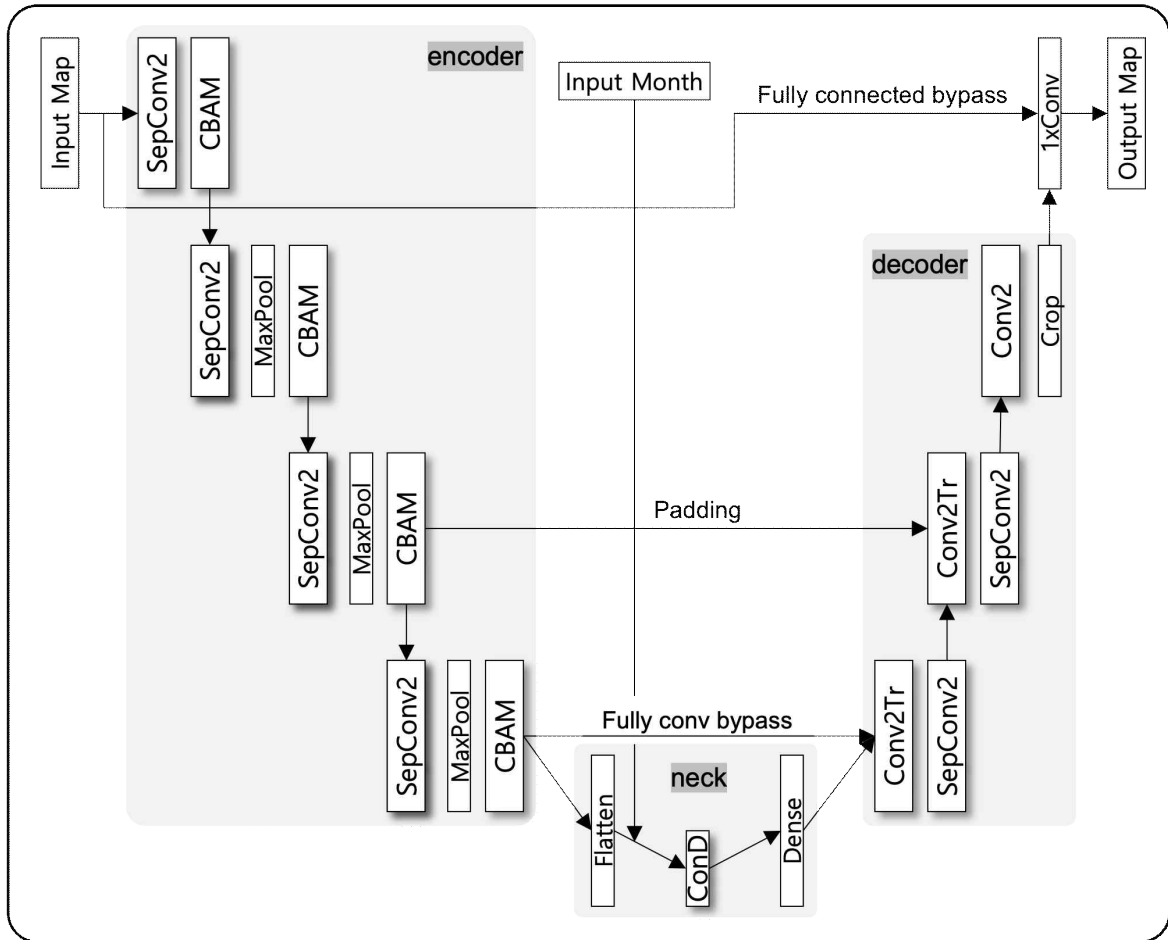 Input Map
SepConv2
CBAM
encoder
Input Month
Fully connected bypass
1xConv
Output Map
SepConv2
MaxPool
CBAM
decoder
Conv2
Crop
SepConv2
MaxPool
CBAM
Padding
Conv2Tr
SepConv2
SepConv2
MaxPool
CBAM
Fully conv bypass
Conv2Tr
SepConv2
neck
Flatten
ConD
Dense